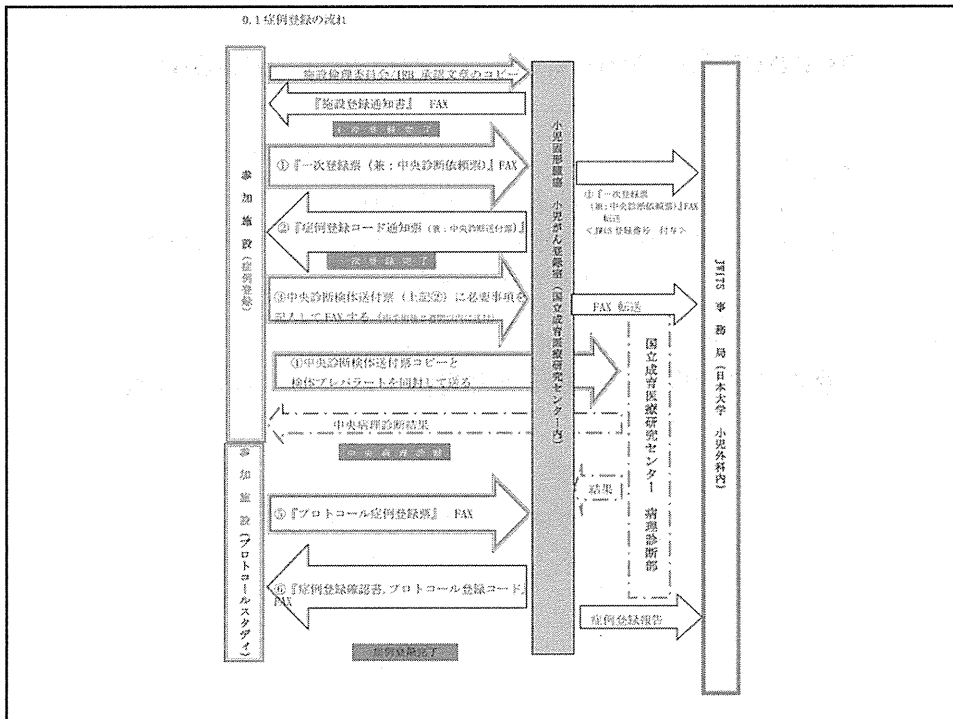 0.1 症例登録の流れ
参加施設(症例登録)
施設倫理委員会/IRB 承認文章のコピー
『施設登録通知書』 FAX
①『一次登録票(兼:中央診断依頼票)』FAX
②『症例登録コード通知票(兼:中央診断送付票)』
③中央診断検体送付票(上記②)に必要事項を
記入してFAXする
④中央診断検体送付票コピーと
検体プレパラートを同封して送る
中央病理診断結果
中央病理診断
参加施設(プロトコールスタディ)
⑤『プロトコール症例登録票』 FAX
⑥『症例登録確認書,プロトコール登録コード』
FAX
症例登録完了
小児固形腫瘍 小児がん登録室(国立成育医療研究センター内)
『一次登録票
(兼:中央診断依頼票)』FAX
転送
登録番号 付与>
FAX 転送
国立成育医療研究センター 病理診断部
結果
症例登録報告
JWiTS 事務局(日本大学 小児外科内)